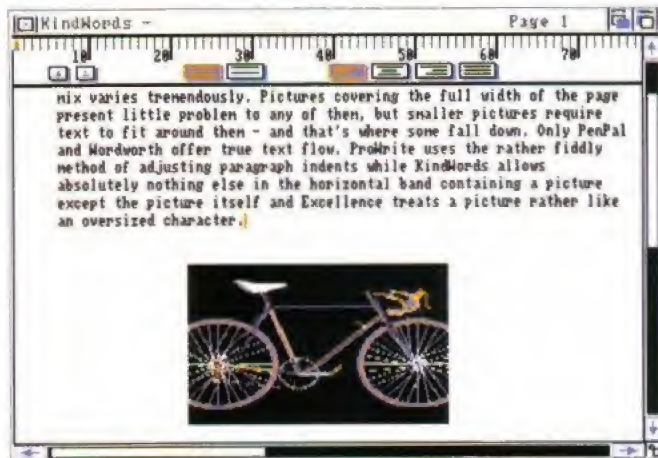 KindWords - Page 1
10 20 30 40 50 60 70
mix varies tremendously. Pictures covering the full width of the page
present little problem to any of them, but smaller pictures require
text to fit around them - and that's where some fall down. Only PenPal
and Wordworth offer true text flow. ProWrite uses the rather fiddly
method of adjusting paragraph indents while KindWords allows
absolutely nothing else in the horizontal band containing a picture
except the picture itself and Excellence treats a picture rather like
an oversized character.